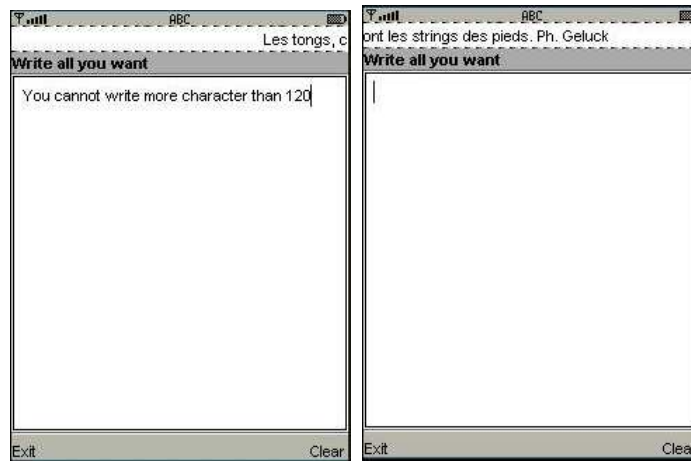 ABC
Les tongs, c
Write all you want
You cannot write more character than 120
Exit Clear
ABC
ont les strings des pieds. Ph. Geluck
Write all you want
Exit Clea